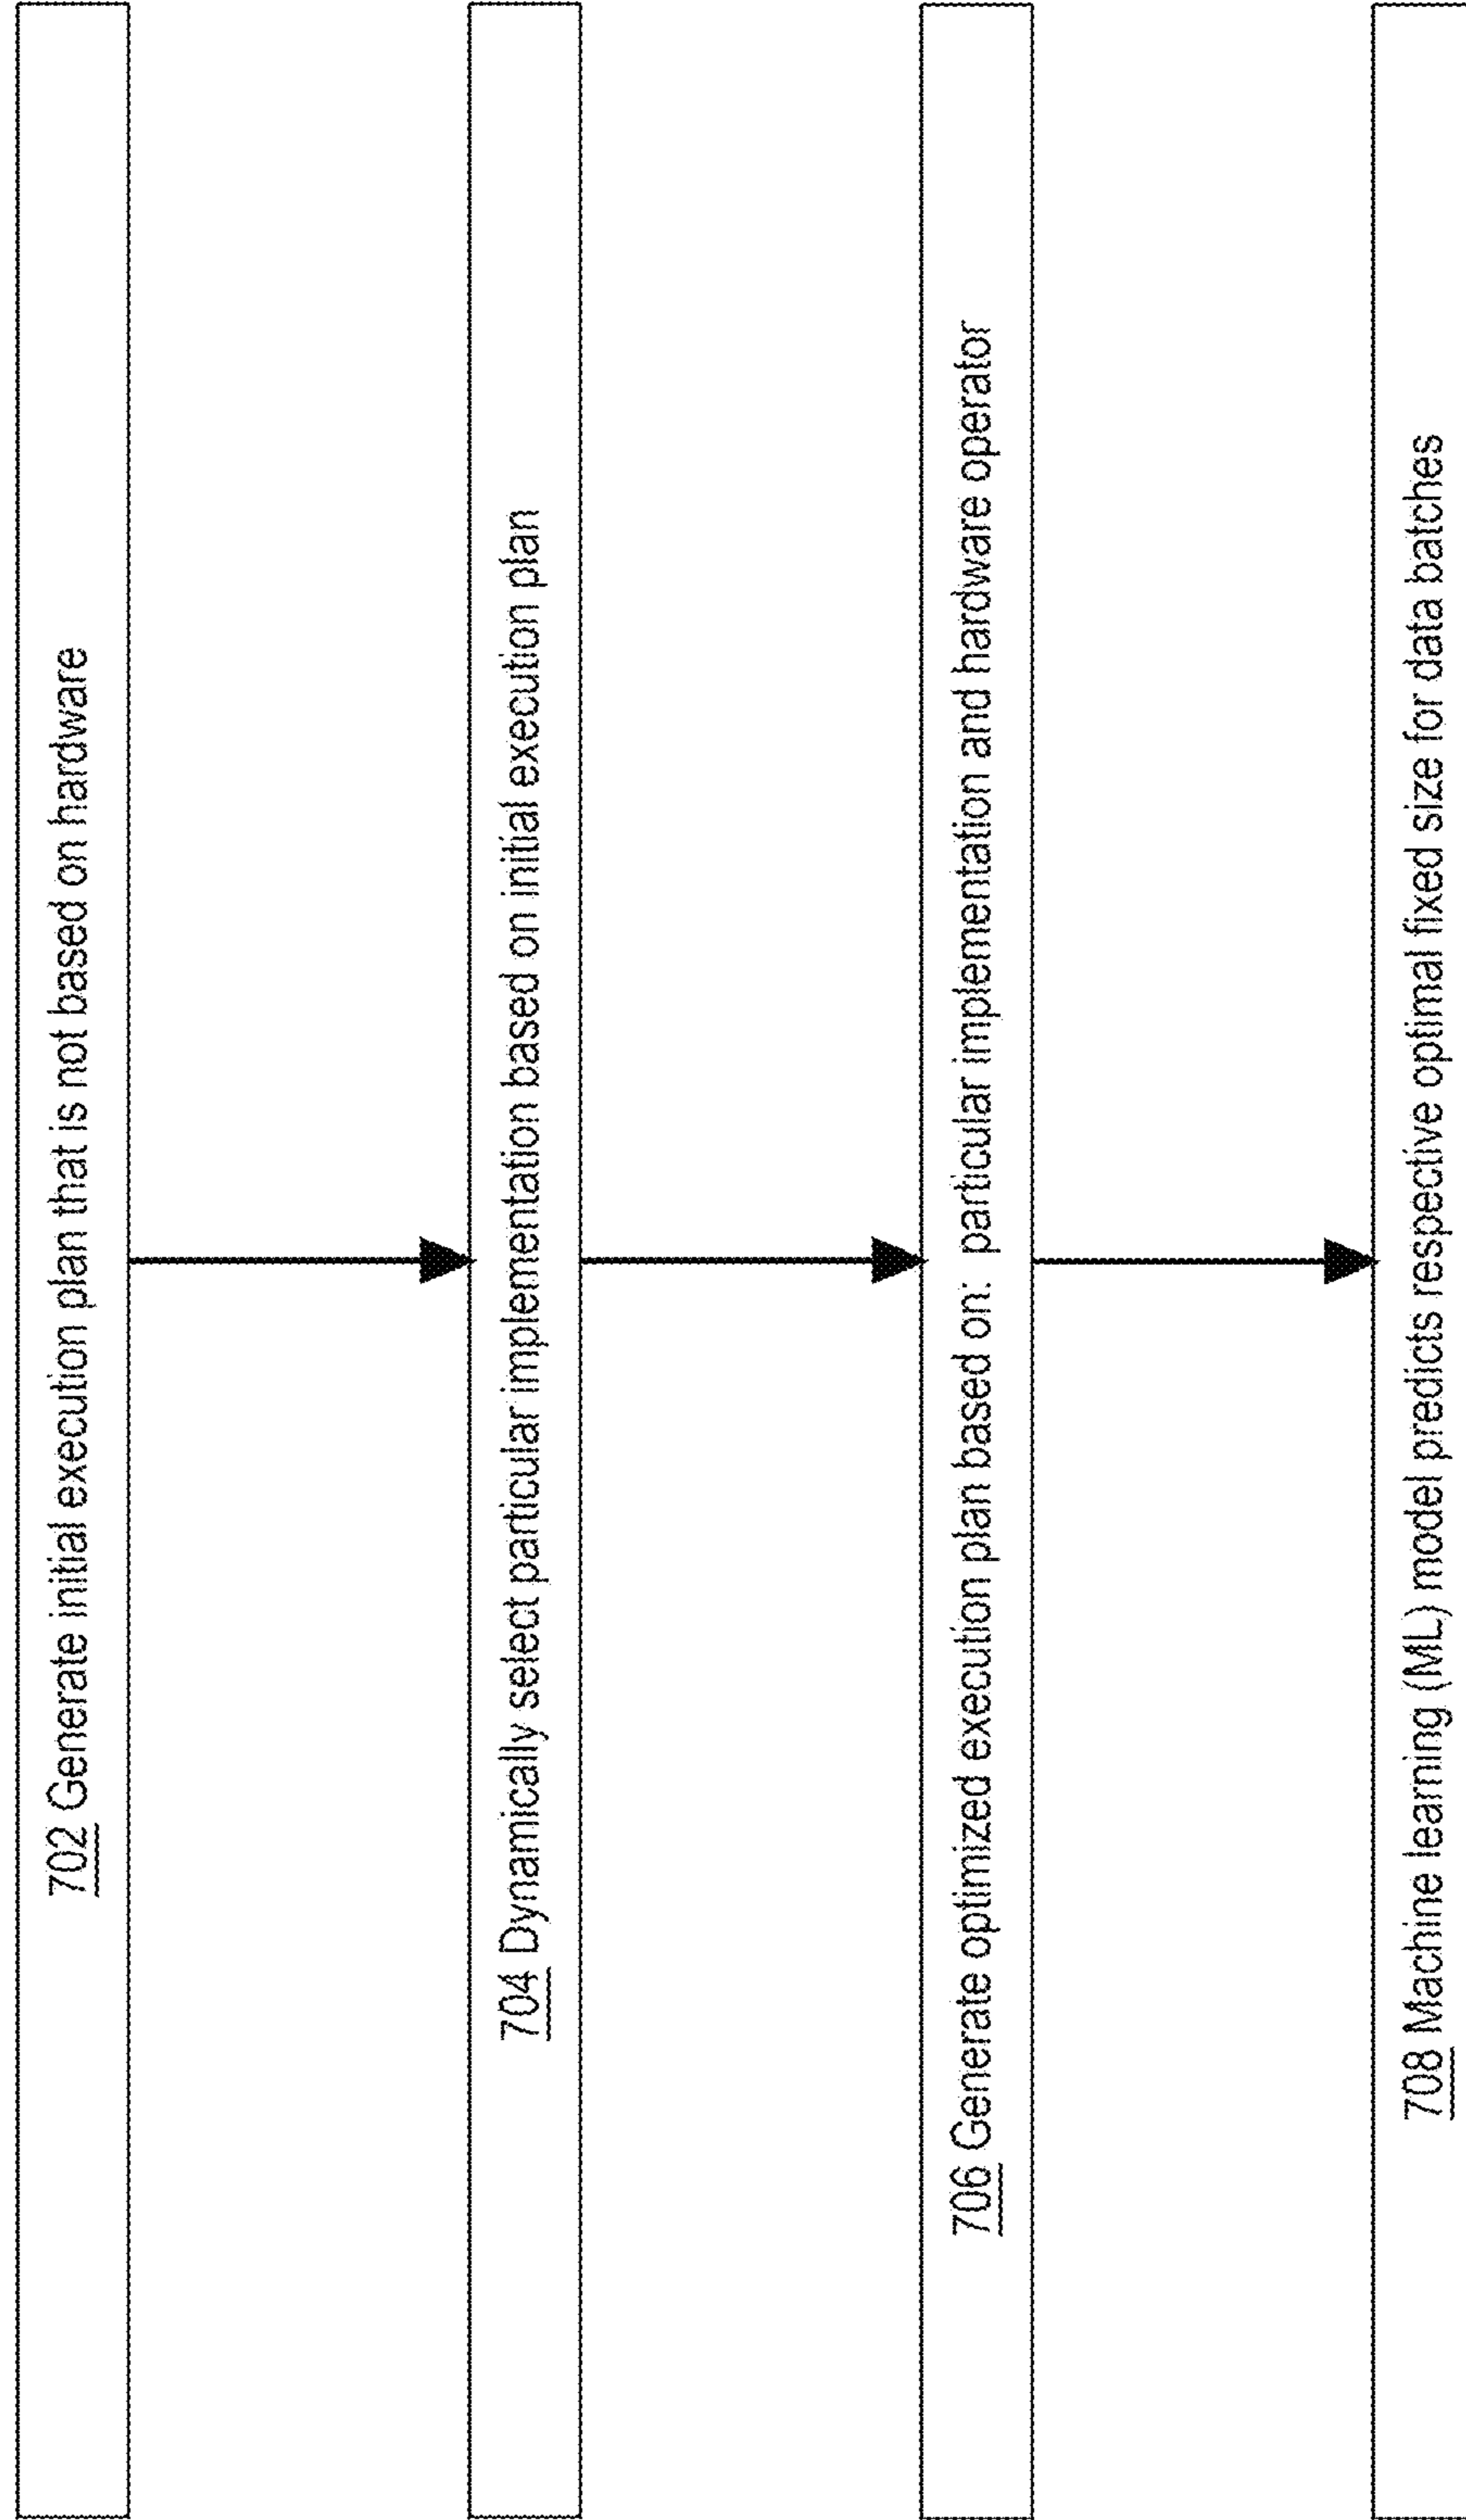 702 Generate initial execution plan that is not based on hardware
704 Dynamically select particular implementation based on initial execution plan
706 Generate optimized execution plan based on: particular implementation and hardware operator
708 Machine learning (ML) model predicts respective optimal fixed size for data batches